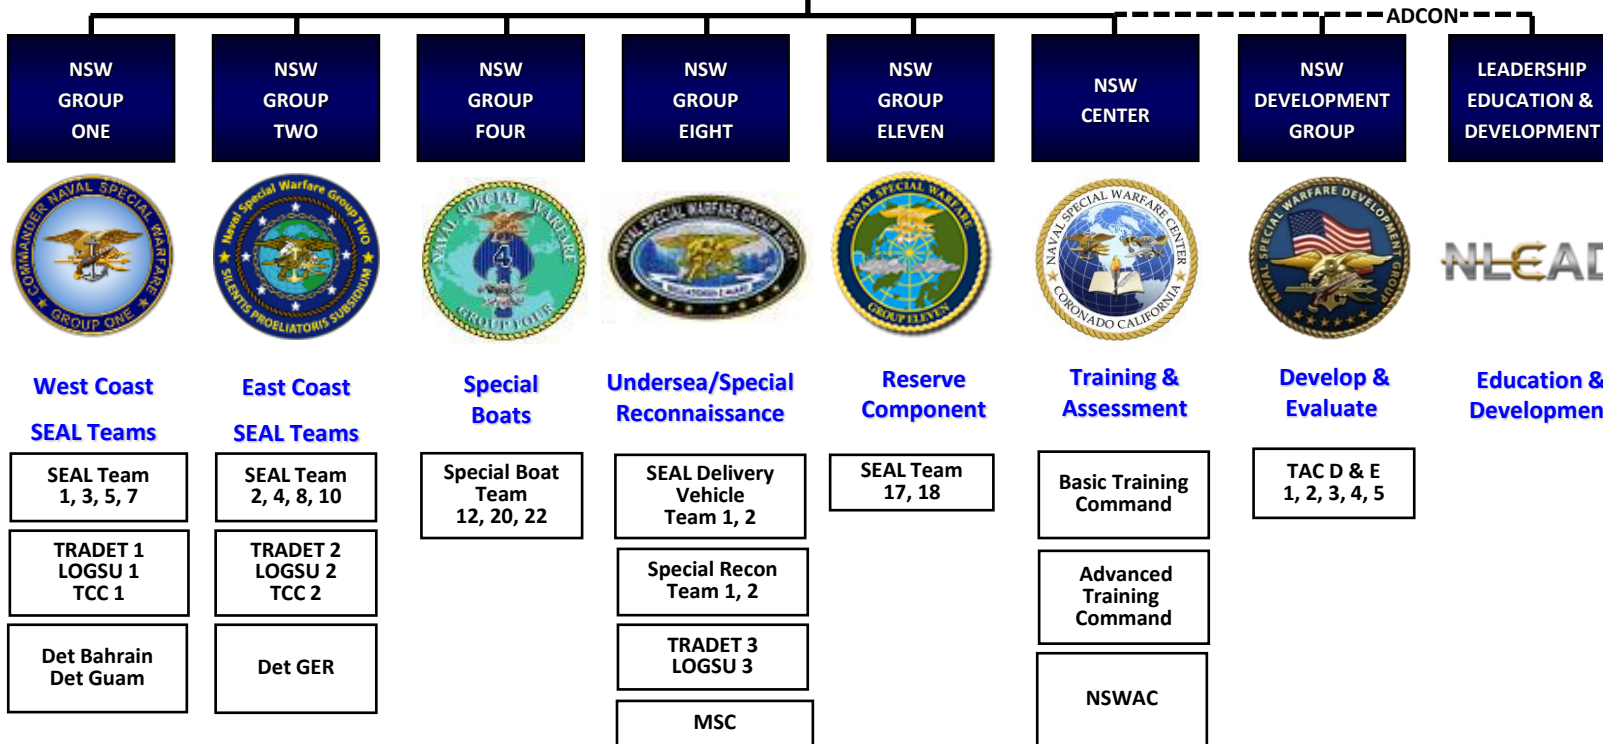 ADCON
NSW
GROUP
ONE
NSW
GROUP
TWO
NSW
GROUP
FOUR
NSW
GROUP
EIGHT
NSW
GROUP
ELEVEN
NSW
CENTER
NSW
DEVELOPMENT
GROUP
LEADERSHIP
EDUCATION &
DEVELOPMENT
COMMANDER NAVAL SPECIAL WARFARE
GROUP ONE
Naval Special Warfare Group TWO
SILENTIS PROELIATORIS SUBSIDIUM
NAVAL SPECIAL WARFARE
4
GROUP FOUR
NAVAL SPECIAL WARFARE GROUP EIGHT
NAVAL SPECIAL WARFARE
GROUP ELEVEN
NAVAL SPECIAL WARFARE CENTER
CORONADO CALIFORNIA
NAVAL SPECIAL WARFARE DEVELOPMENT GROUP
NLEAD
West Coast
SEAL Teams
East Coast
SEAL Teams
Special
Boats
Undersea/Special
Reconnaissance
Reserve
Component
Training &
Assessment
Develop &
Evaluate
Education &
Developmen
SEAL Team
1, 3, 5, 7
TRADET 1
LOGSU 1
TCC 1
Det Bahrain
Det Guam
SEAL Team
2, 4, 8, 10
TRADET 2
LOGSU 2
TCC 2
Det GER
Special Boat
Team
12, 20, 22
SEAL Delivery
Vehicle
Team 1, 2
Special Recon
Team 1, 2
TRADET 3
LOGSU 3
MSC
SEAL Team
17, 18
Basic Training
Command
Advanced
Training
Command
NSWAC
TAC D & E
1, 2, 3, 4, 5